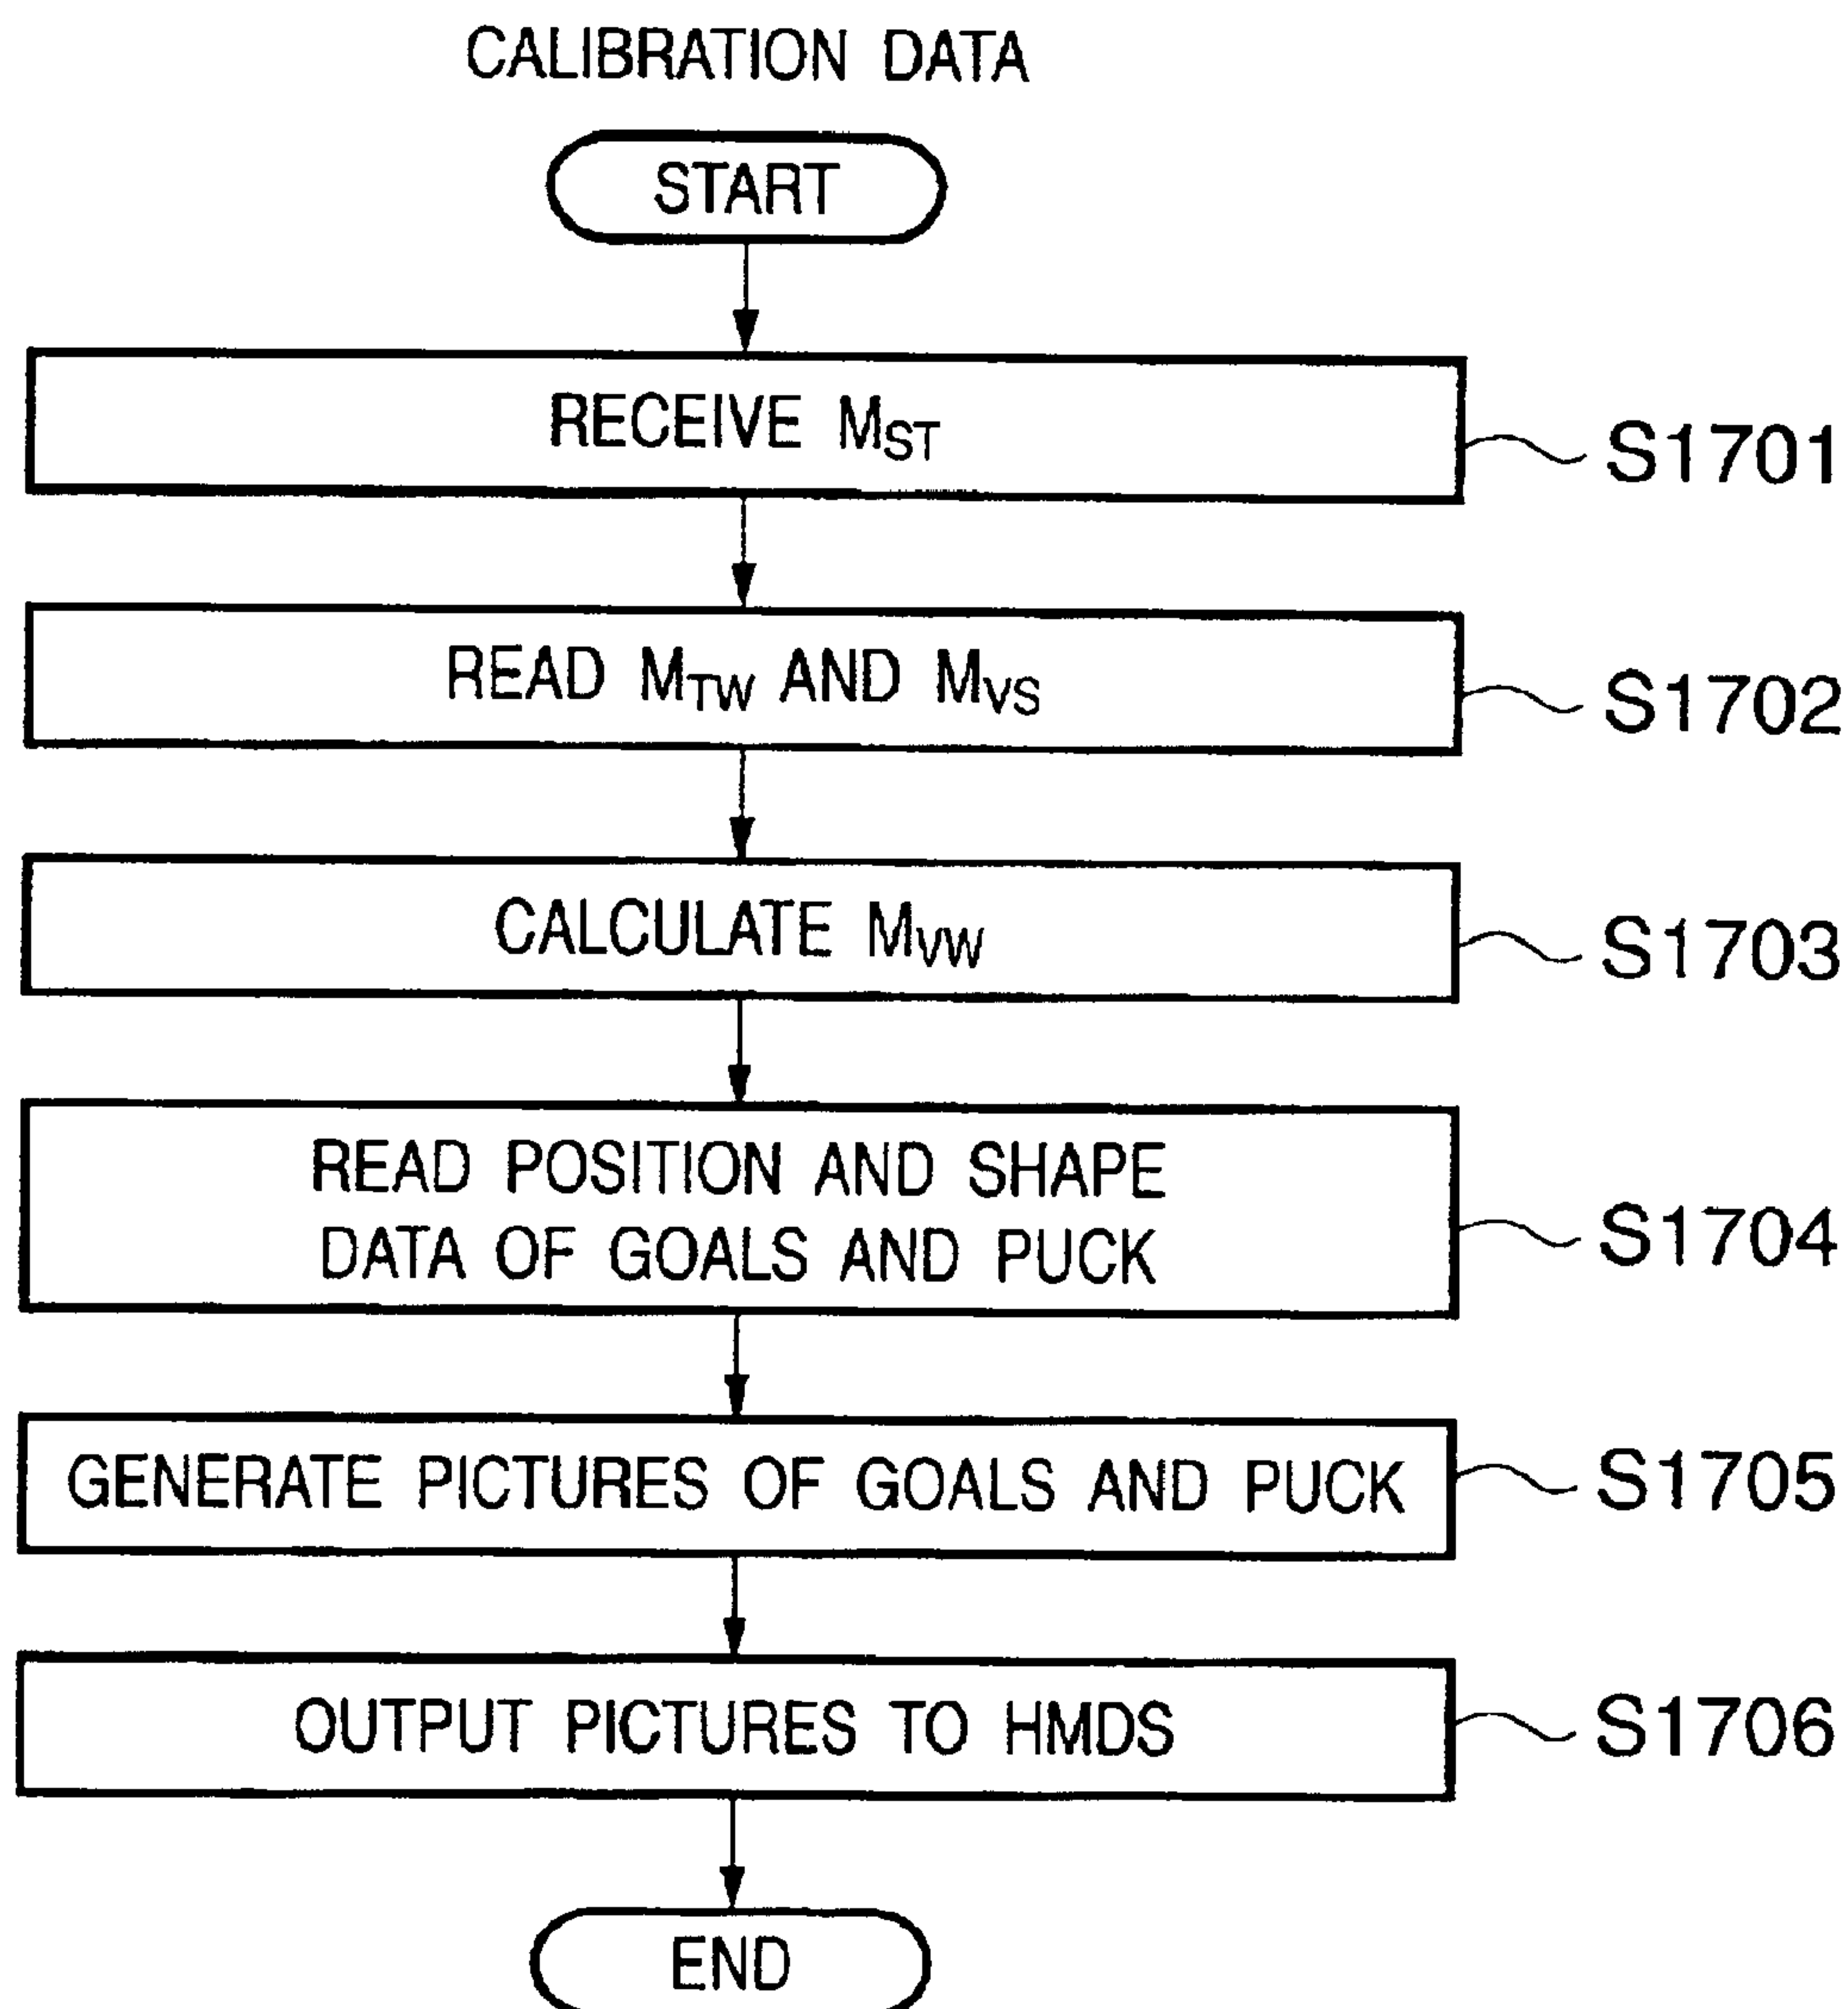 CALIBRATION DATA
START
RECEIVE MST
S1701
READ MTW AND MVS
S1702
CALCULATE MVW
S1703
READ POSITION AND SHAPE
DATA OF GOALS AND PUCK
S1704
GENERATE PICTURES OF GOALS AND PUCK
S1705
OUTPUT PICTURES TO HMDS
S1706
END